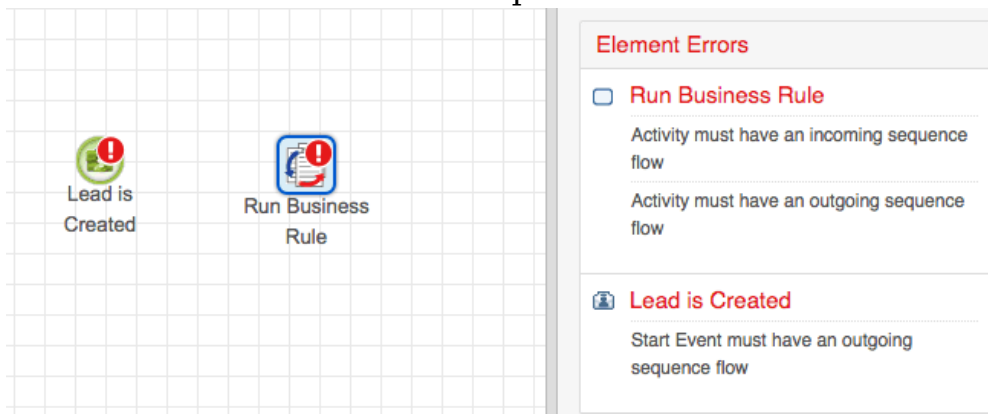 Lead is
Created
Run Business
Rule
Element Errors
Run Business Rule
Activity must have an incoming sequence
flow
Activity must have an outgoing sequence
flow
Lead is Created
Start Event must have an outgoing
sequence flow